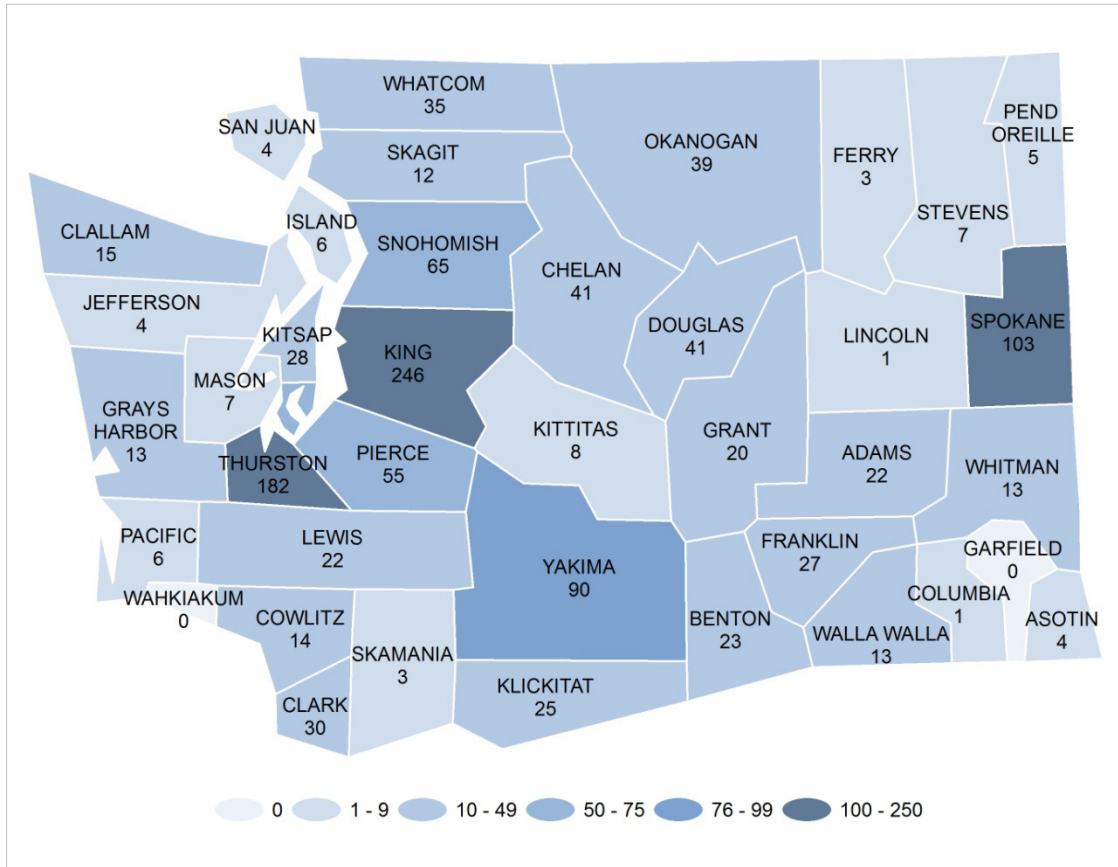 WHATCOM
35
SAN JUAN
4
SKAGIT
12
OKANOGAN
39
FERRY
3
PEND
OREILLE
5
STEVENS
7
CLALLAM
15
ISLAND
6
SNOHOMISH
65
CHELAN
41
JEFFERSON
4
KITSAP
28
KING
246
DOUGLAS
41
LINCOLN
1
SPOKANE
103
MASON
7
GRAYS
HARBOR
13
THURSTON
182
PIERCE
55
KITTITAS
8
GRANT
20
ADAMS
22
WHITMAN
13
PACIFIC
6
LEWIS
22
YAKIMA
90
FRANKLIN
27
GARFIELD
0
WAHKIAKUM
0
COWLITZ
14
SKAMANIA
3
BENTON
23
WALLA WALLA
13
COLUMBIA
1
ASOTIN
4
CLARK
30
KLICKITAT
25
0 1 - 9 10 - 49 50 - 75 76 - 99 100 - 250